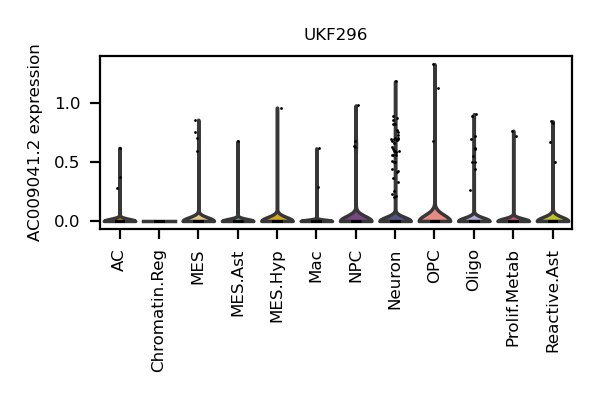 UKF296
AC009041.2 expression
1.0
0.5
0.0
AC
Chromatin.Reg
MES
MES.Ast
MES.Hyp
Mac
NPC
Neuron
OPC
Oligo
Prolif.Metab
Reactive.Ast